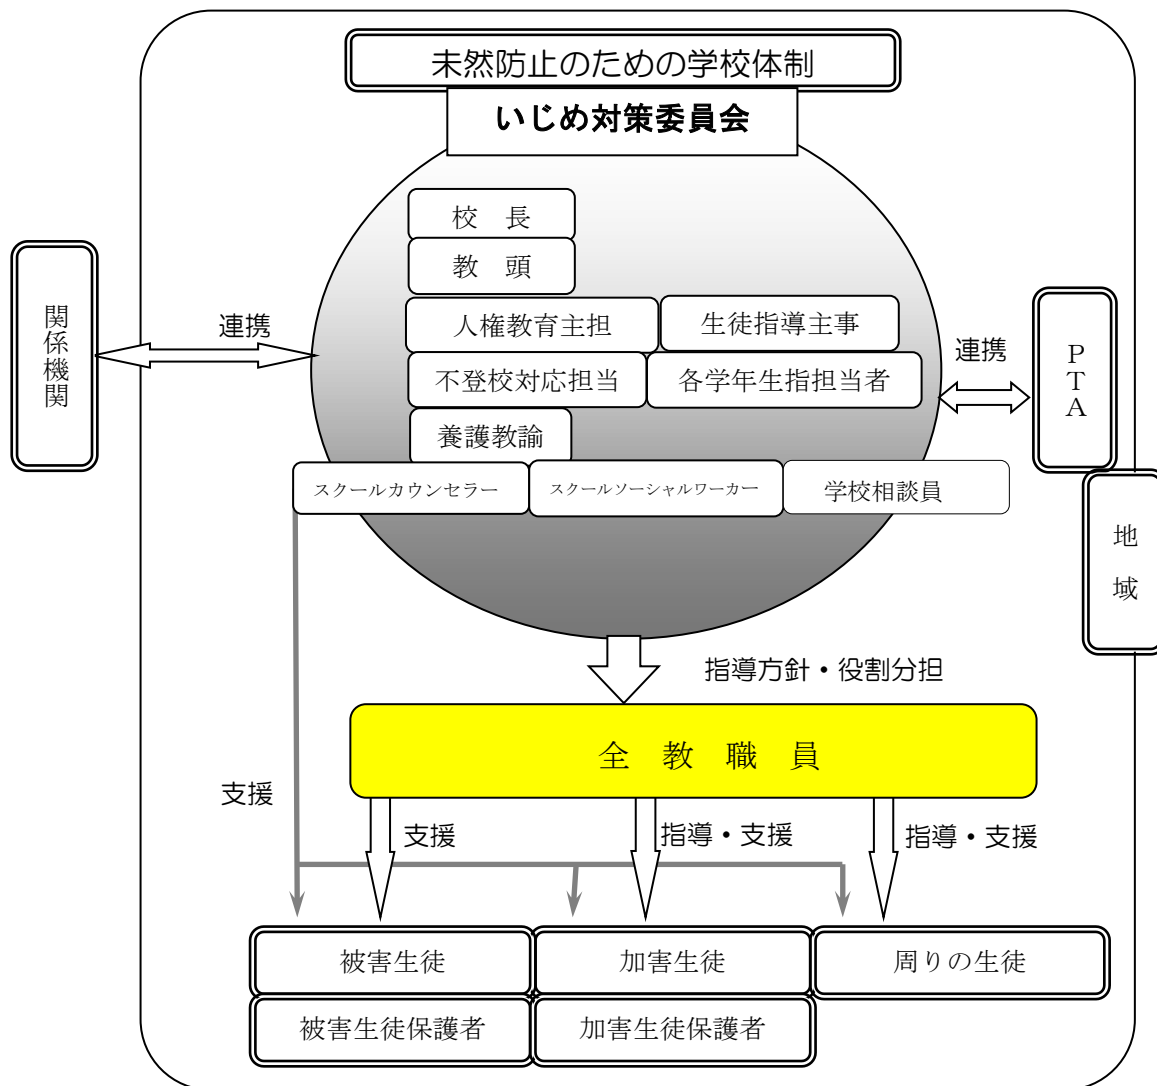 未然防止のための学校体制
いじめ対策委員会
校　長
教　頭
人権教育主担
生徒指導主事
不登校対応担当
各学年生指担当者
養護教諭
スクールカウンセラー
スクールソーシャルワーカー
学校相談員
関係機関
連携
連携
ＰＴＡ
地域
指導方針・役割分担
全　教　職　員
支援
支援
指導・支援
指導・支援
被害生徒
加害生徒
周りの生徒
被害生徒保護者
加害生徒保護者